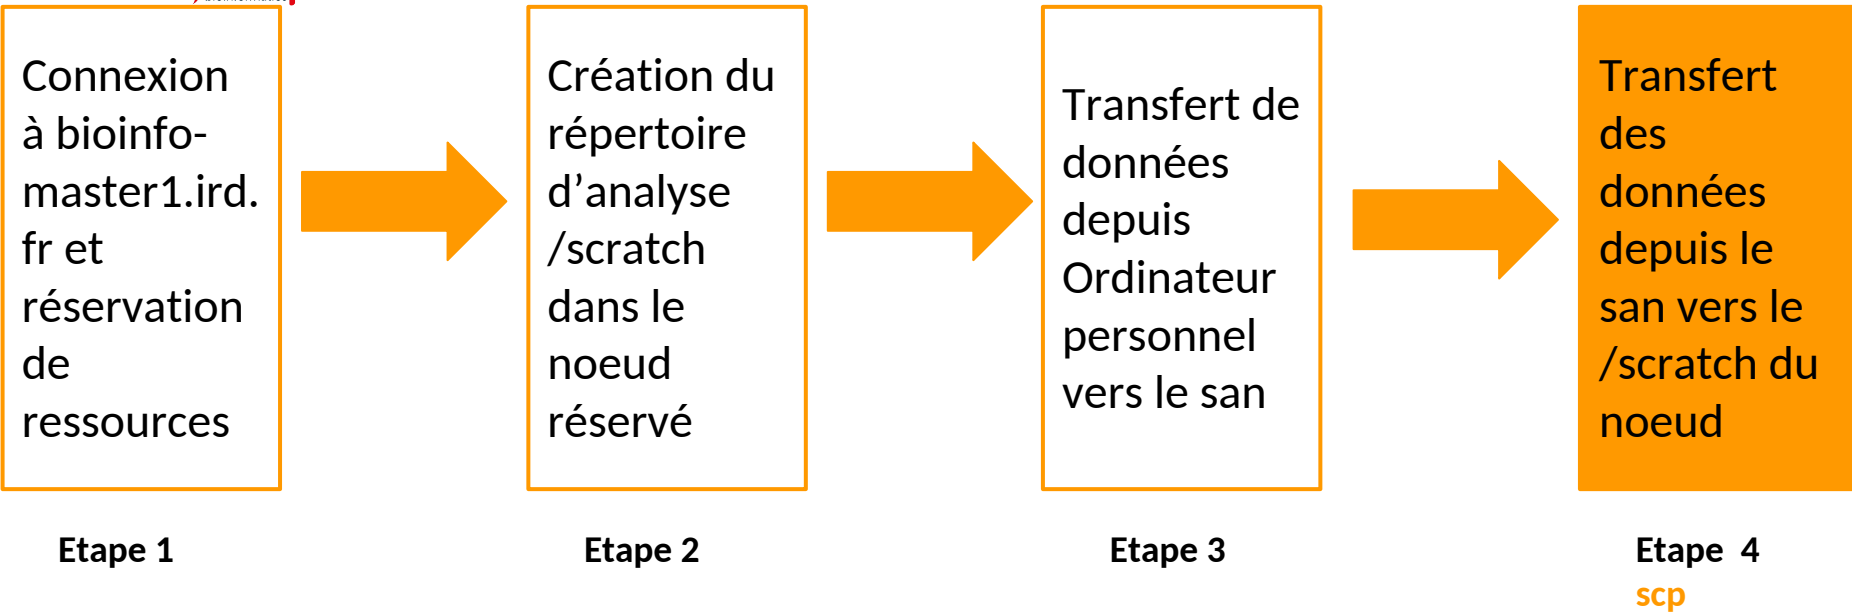 Connexion
à bioinfo-
master1.ird.
fr et
réservation
de
ressources
Création du
répertoire
d’analyse
/scratch
dans le
noeud
réservé
Transfert de
données
depuis
Ordinateur
personnel
vers le san
Transfert
des
données
depuis le
san vers le
/scratch du
noeud
Etape 1
Etape 2
Etape 3
Etape 4
scp